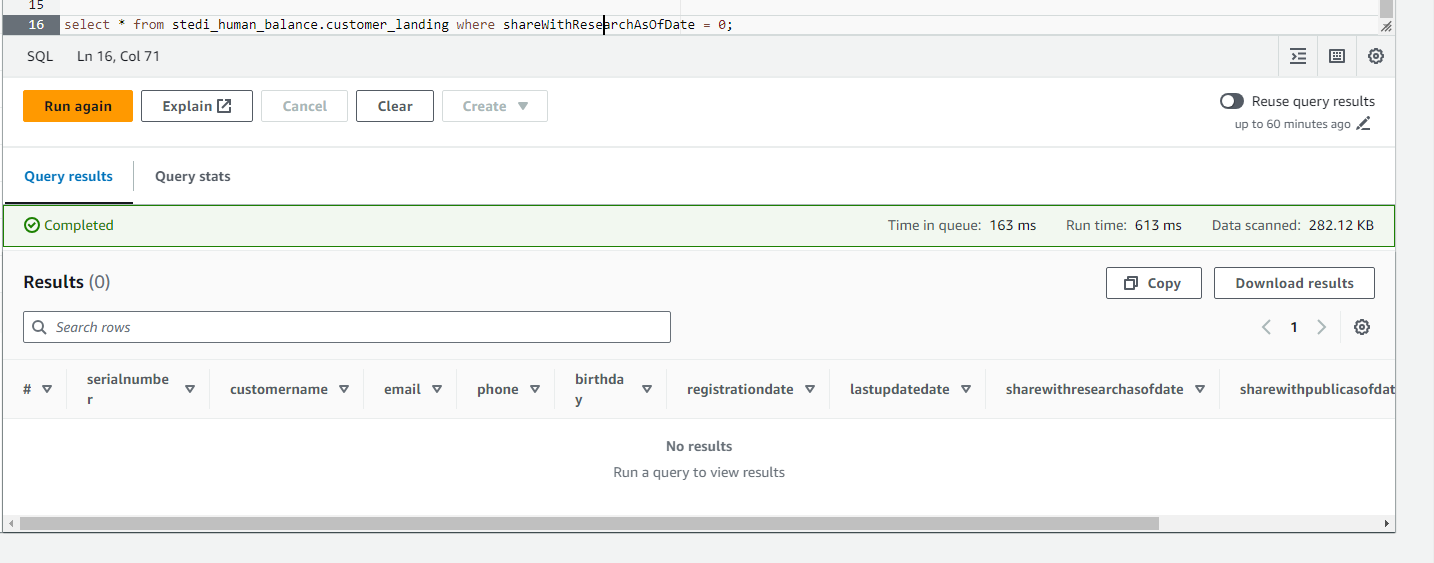 15
16 select * from stedi_human_balance.customer_landing where shareWithResearchAsOfDate = 0;
SQL Ln 16, Col 71
Run again Explain Cancel Clear Create Reuse query results
up to 60 minutes ago
Query results Query stats
Completed Time in queue: 163 ms Run time: 613 ms Data scanned: 282.12 KB
Results (0) Copy Download results
Search rows 1
# serialnumbe
r customername email phone birthda
y registrationdate lastupdatedate sharewithresearchasofdate sharewithpublicasofdat
No results
Run a query to view results